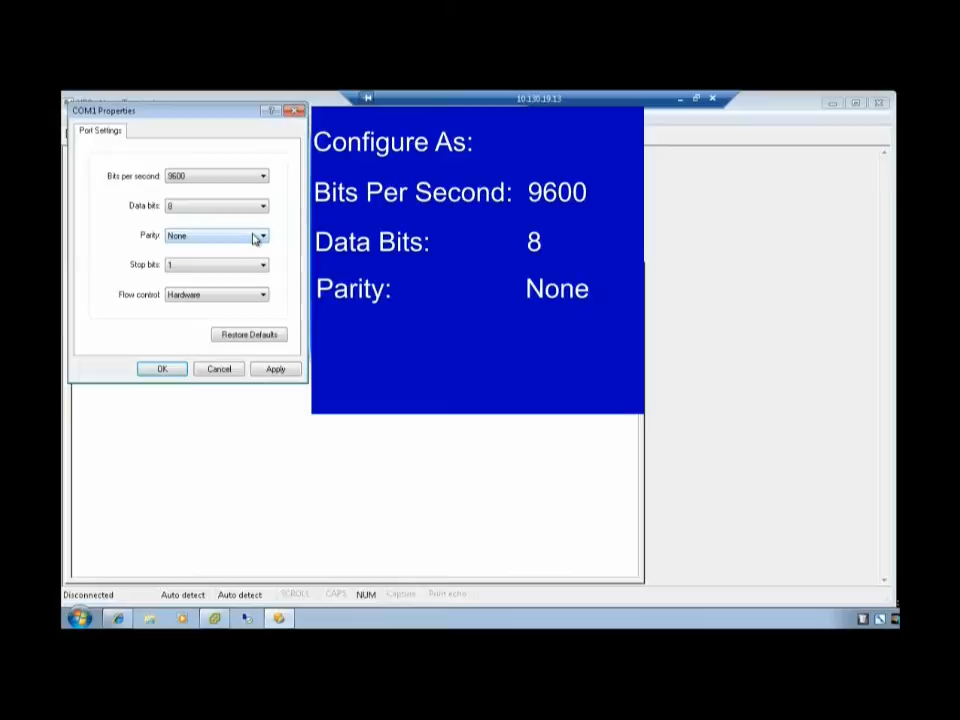 10.130.19.13
COM1 Properties
Port Settings
Bits per second: 9600
Data bits: 8
Parity: None
Stop bits: 1
Flow control: Hardware
Restore Defaults
OK Cancel Apply
Configure As:
Bits Per Second: 9600
Data Bits: 8
Parity: None
Disconnected Auto detect Auto detect SCROLL CAPS NUM Capture Print echo